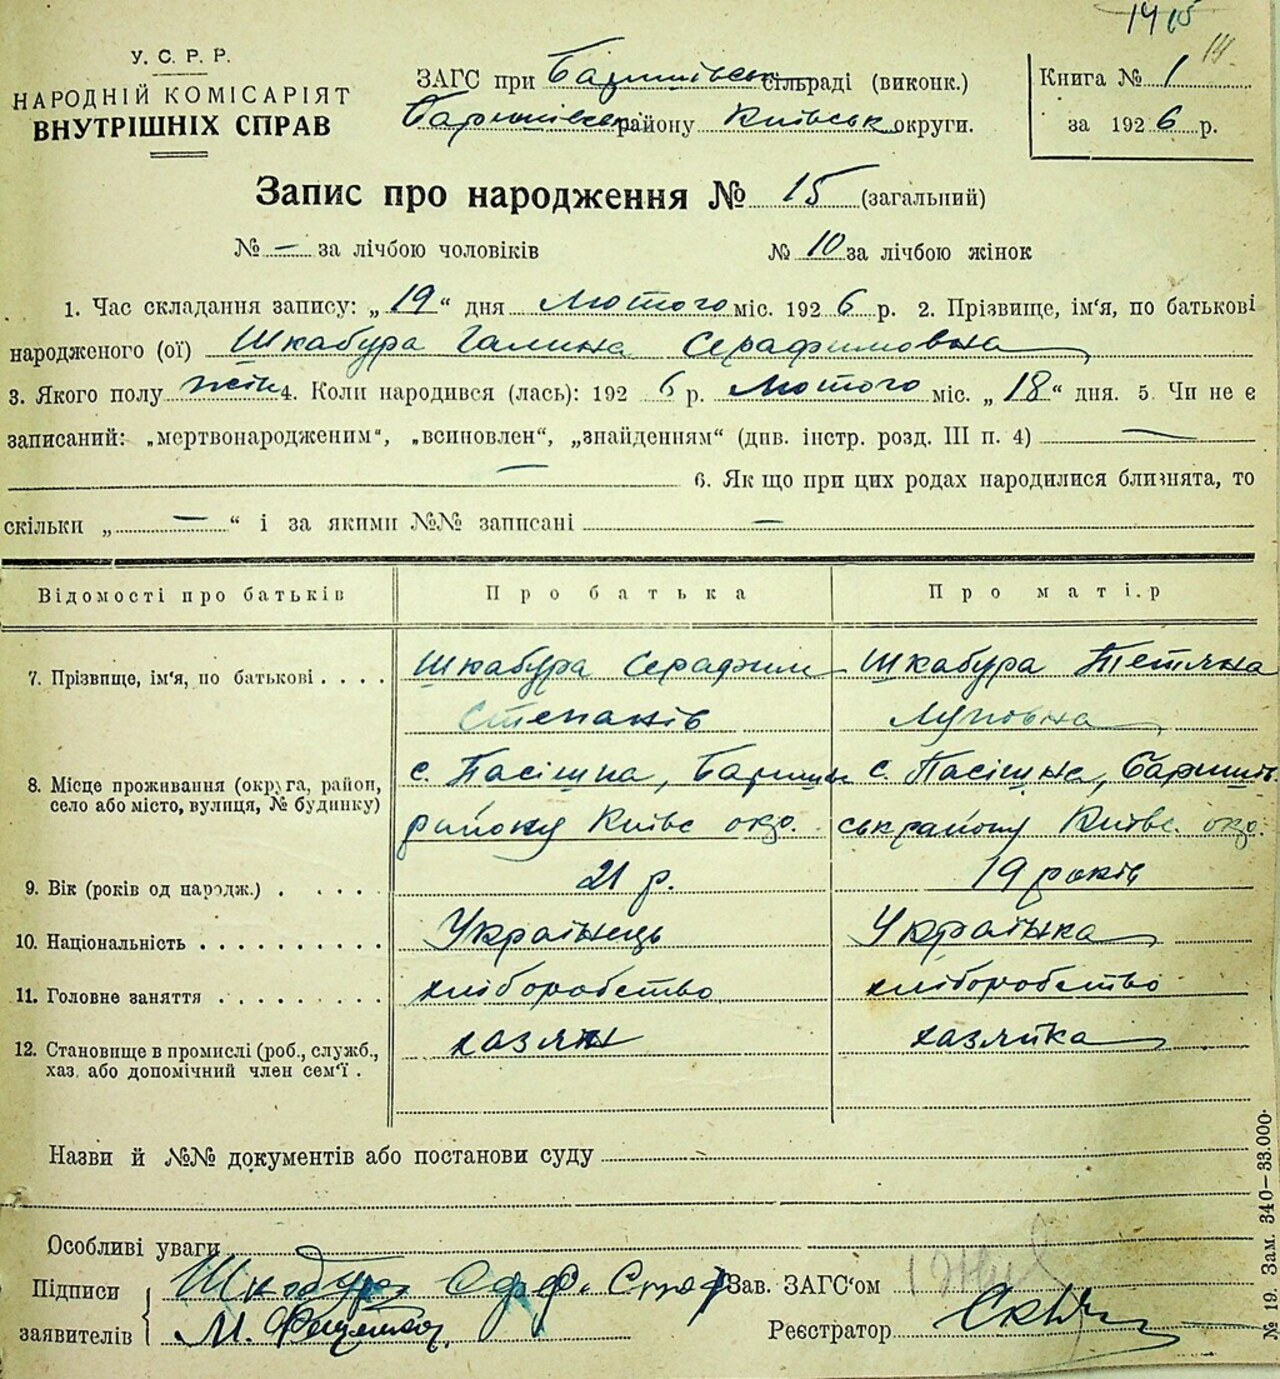 У. С. Р. Р.
НАРОДНІЙ КОМІСАРІЯТ
ВНУТРІШНІХ СПРАВ
ЗАГС при Баришівськ сільраді (виконк.)
Баришівськ району Київськ округи.
Книга № 1
за 1926 р.
Запис про народження № 15 (загальний)
№ — за лічбою чоловіків № 10 за лічбою жінок
1. Час складання запису: „19“ дня Лютого міс. 1926 р. 2. Прізвище, ім‘я, по батькові
народженого (ої) Шкабура Галина Серафимовна
3. Якого полу жін 4. Коли народився (лась): 1926 р. Лютого міс. „18“ дня. 5. Чи не є
записаний: „мертвонародженим“, „всиновлен“, „знайденням“ (див. інстр. розд. III п. 4) —
— 6. Як що при цих родах народилися близнята, то
скільки „ — “ і за якими №№ записані —
Відомості про батьків Про батька Про матір
7. Прізвище, ім‘я, по батькові . . . . Шкабура Серафим Шкабура Тетяна
Степанів Луповна
8. Місце проживання (округа, район, с. Пасішна, Бариш с. Пасішна, Баришів
село або місто, вулиця, № будинку) району Київс окр. ськ району Київс. окр.
9. Вік (років од народж.) . . . . 21 р. 19 років
10. Національність . . . . . . . . . . Українець Українка
11. Головне заняття . . . . . . . . . хліборобство хліборобство
12. Становище в промислі (роб., служб., хазяїн хазяйка
хаз. або допомічний член сем‘ї .
Назви й №№ документів або постанови суду
Особливі уваги
Підписи Шкабура Зав. ЗАГС‘ом
заявителів М. Реєстратор
№ 19. Зам. 340—33.000.